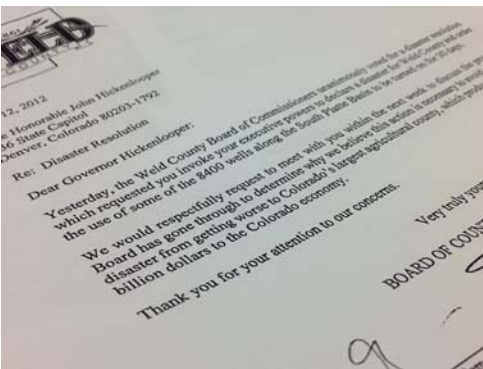 1861
WELD
12, 2012
Honorable John Hickenlooper
State Capitol
Denver, Colorado 80203-1792
Re: Disaster Resolution
Dear Governor Hickenlooper:
Yesterday, the Weld County Board of Commissioners unanimously voted for a disaster resolution
which requested you invoke your executive powers to declare a disaster for Weld County and order
the use of some of the 8400 wells along the South Platte Basin to be turned on for 30 days.
We would respectfully request to meet with you within the next week to discuss the
Board has gone through to determine why we believe this action is necessary to avoid
disaster from getting worse to Colorado's largest agricultural county, which
billion dollars to the Colorado economy.
Thank you for your attention to our concerns.
Very truly
BOARD OF